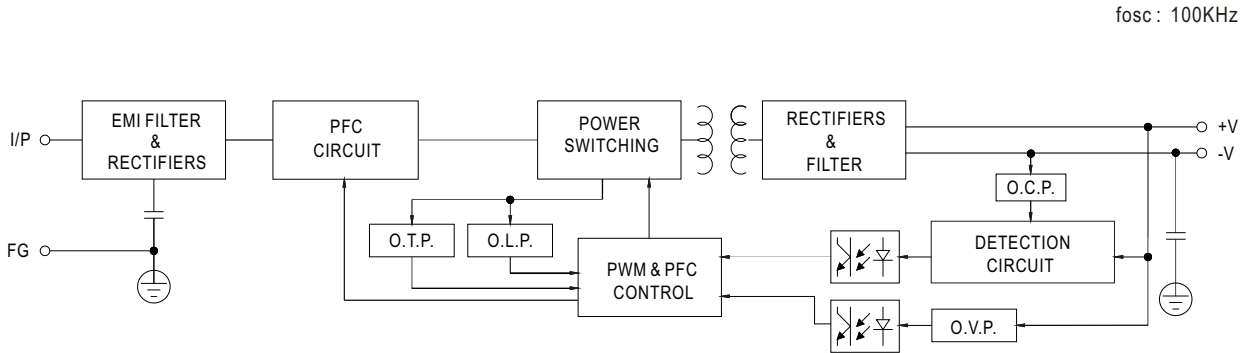 fosc : 100KHz
I/P
EMI FILTER
&
RECTIFIERS
PFC
CIRCUIT
POWER
SWITCHING
RECTIFIERS
&
FILTER
+V
-V
O.C.P.
FG
O.T.P.
O.L.P.
PWM & PFC
CONTROL
DETECTION
CIRCUIT
O.V.P.